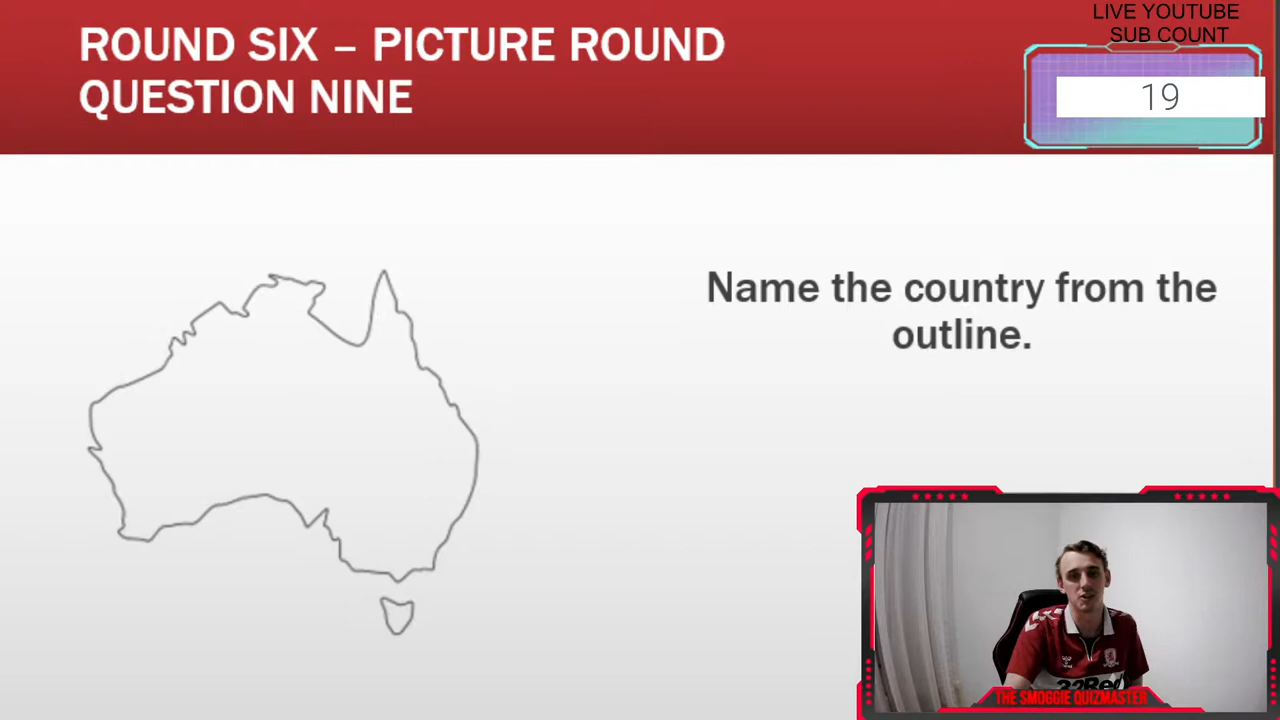 LIVE YOUTUBE
SUB COUNT
ROUND SIX – PICTURE ROUND
QUESTION NINE
19
Name the country from the
outline.
32Red
THE SMOGGIE QUIZMASTER